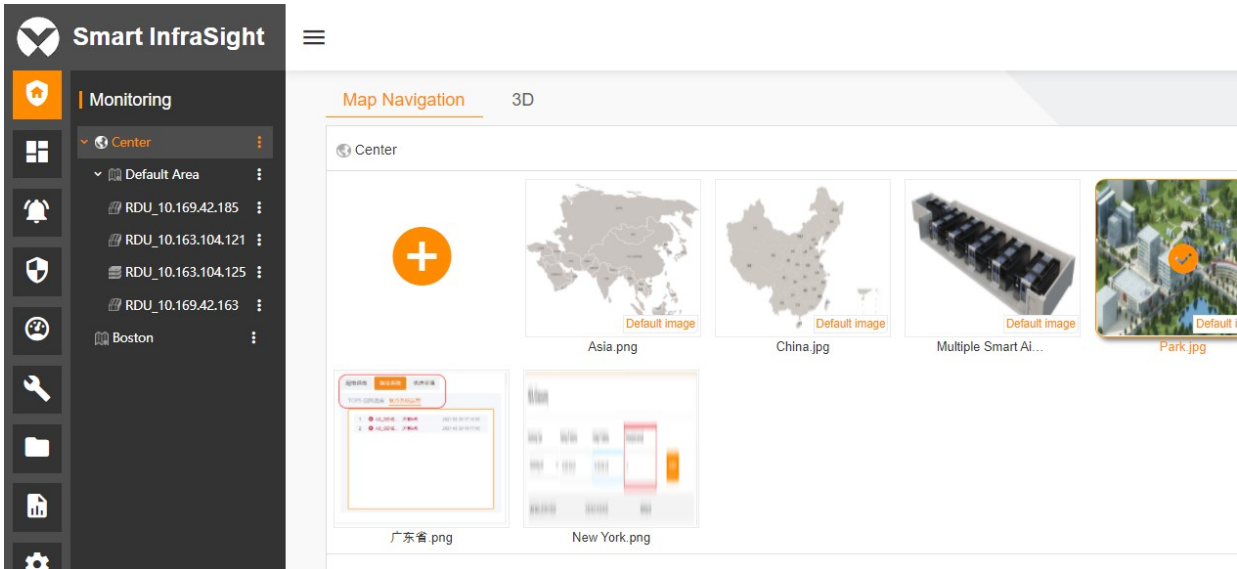 Smart InfraSight
Monitoring
Center
Default Area
RDU_10.169.42.185
RDU_10.163.104.121
RDU_10.163.104.125
RDU_10.169.42.163
Boston
Map Navigation 3D
Center
Default image
Default image
Default image
Default i
Asia.png
China.jpg
Multiple Smart Ai...
Park.jpg
广东省.png
New York.png